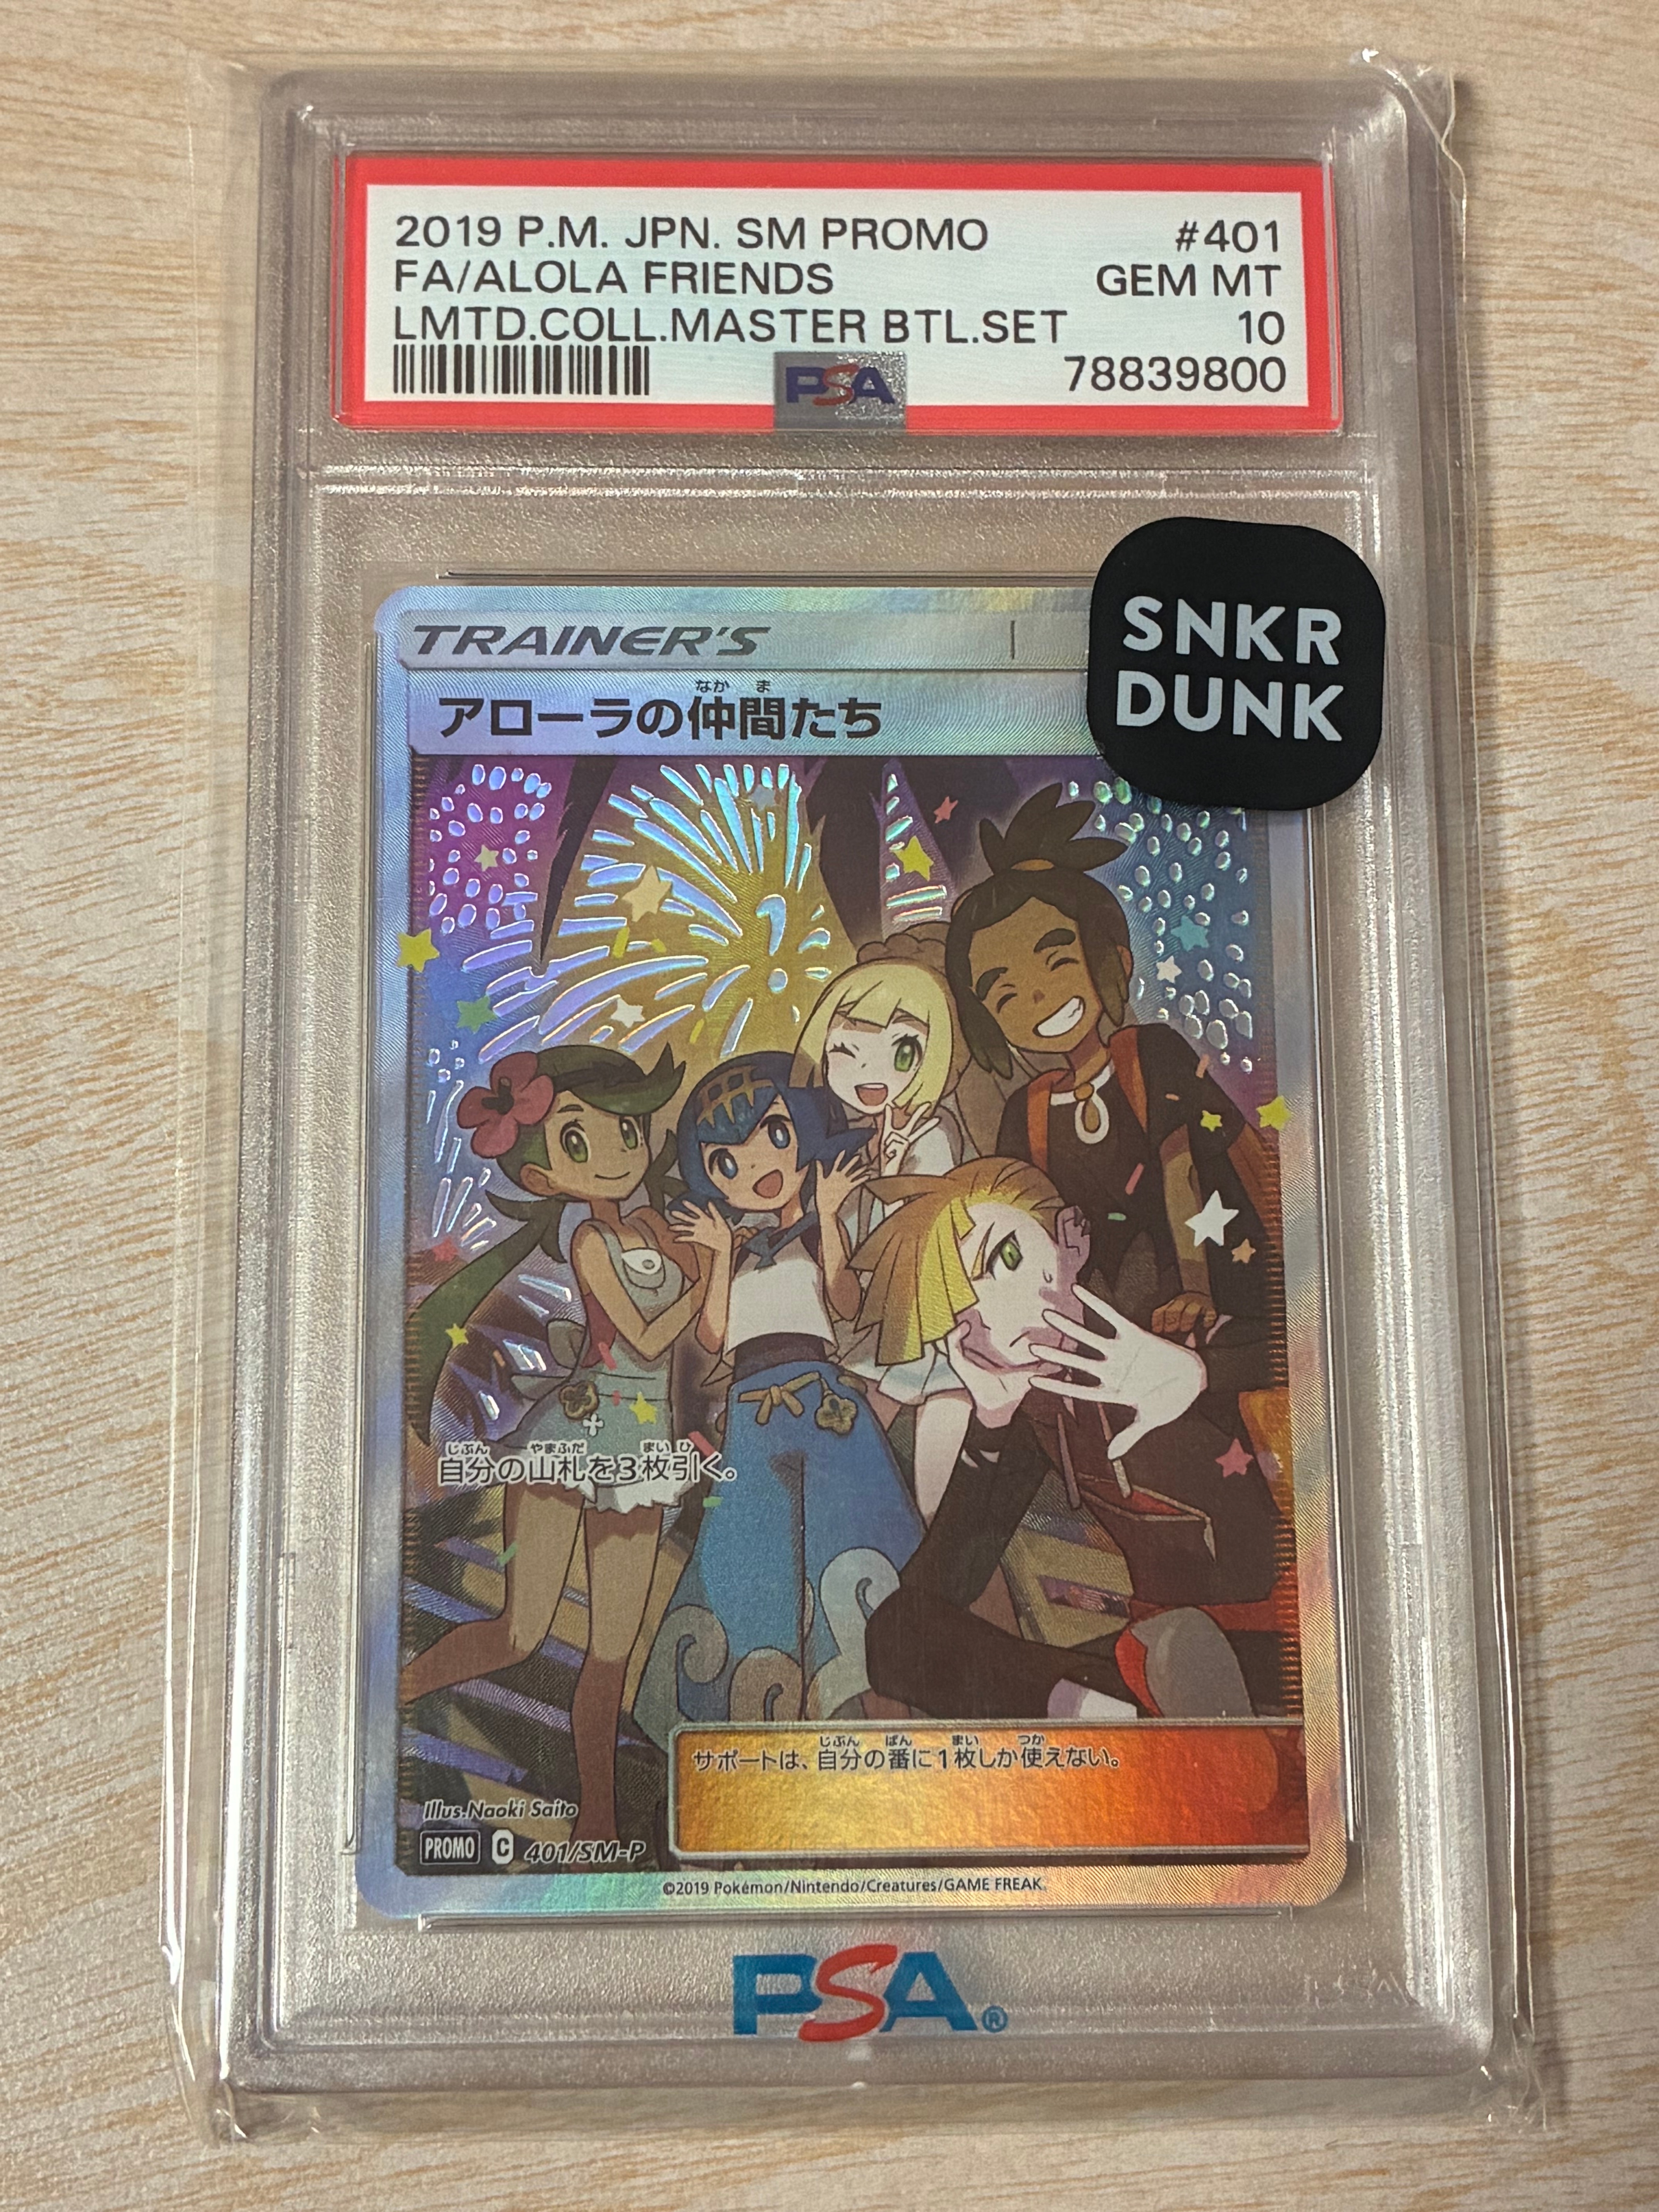 2019 P.M. JPN. SM PROMO #401
FA/ALOLA FRIENDS GEM MT
LMTD.COLL.MASTER BTL.SET 10
PSA 78839800
SNKR
DUNK
TRAINER'S
なかま
アローラの仲間たち
じぶん やまふだ まい ひ
自分の山札を3枚引く。
じぶん ばん まい つか
サポートは、自分の番に1枚しか使えない。
Illus.Naoki Saito
PROMO C 401/SM-P
©2019 Pokémon/Nintendo/Creatures/GAME FREAK.
PSA®